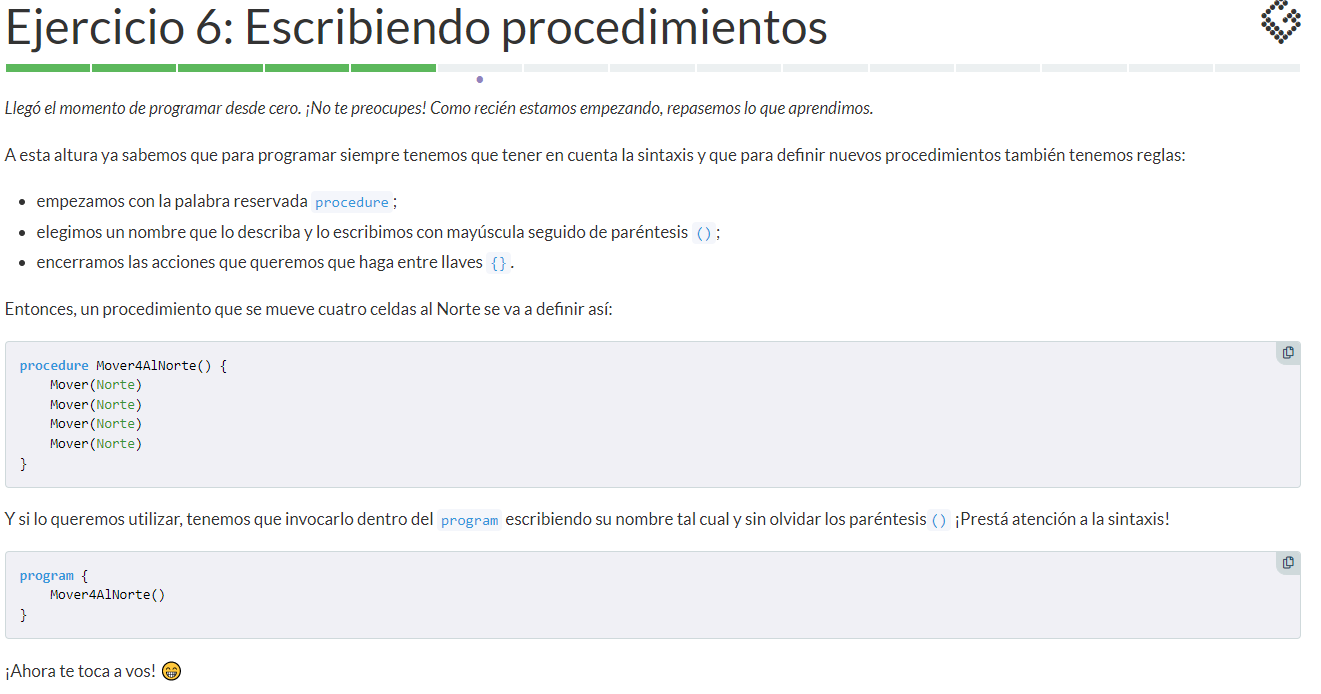 Ejercicio 6: Escribiendo procedimientos
Llegó el momento de programar desde cero. ¡No te preocupes! Como recién estamos empezando, repasemos lo que aprendimos.
A esta altura ya sabemos que para programar siempre tenemos que tener en cuenta la sintaxis y que para definir nuevos procedimientos también tenemos reglas:
• empezamos con la palabra reservada procedure ;
• elegimos un nombre que lo describa y lo escribimos con mayúscula seguido de paréntesis () ;
• encerramos las acciones que queremos que haga entre llaves {} .
Entonces, un procedimiento que se mueve cuatro celdas al Norte se va a definir así:
procedure Mover4AlNorte() {
    Mover(Norte)
    Mover(Norte)
    Mover(Norte)
    Mover(Norte)
}
Y si lo queremos utilizar, tenemos que invocarlo dentro del program escribiendo su nombre tal cual y sin olvidar los paréntesis () ¡Prestá atención a la sintaxis!
program {
    Mover4AlNorte()
}
¡Ahora te toca a vos! 😁